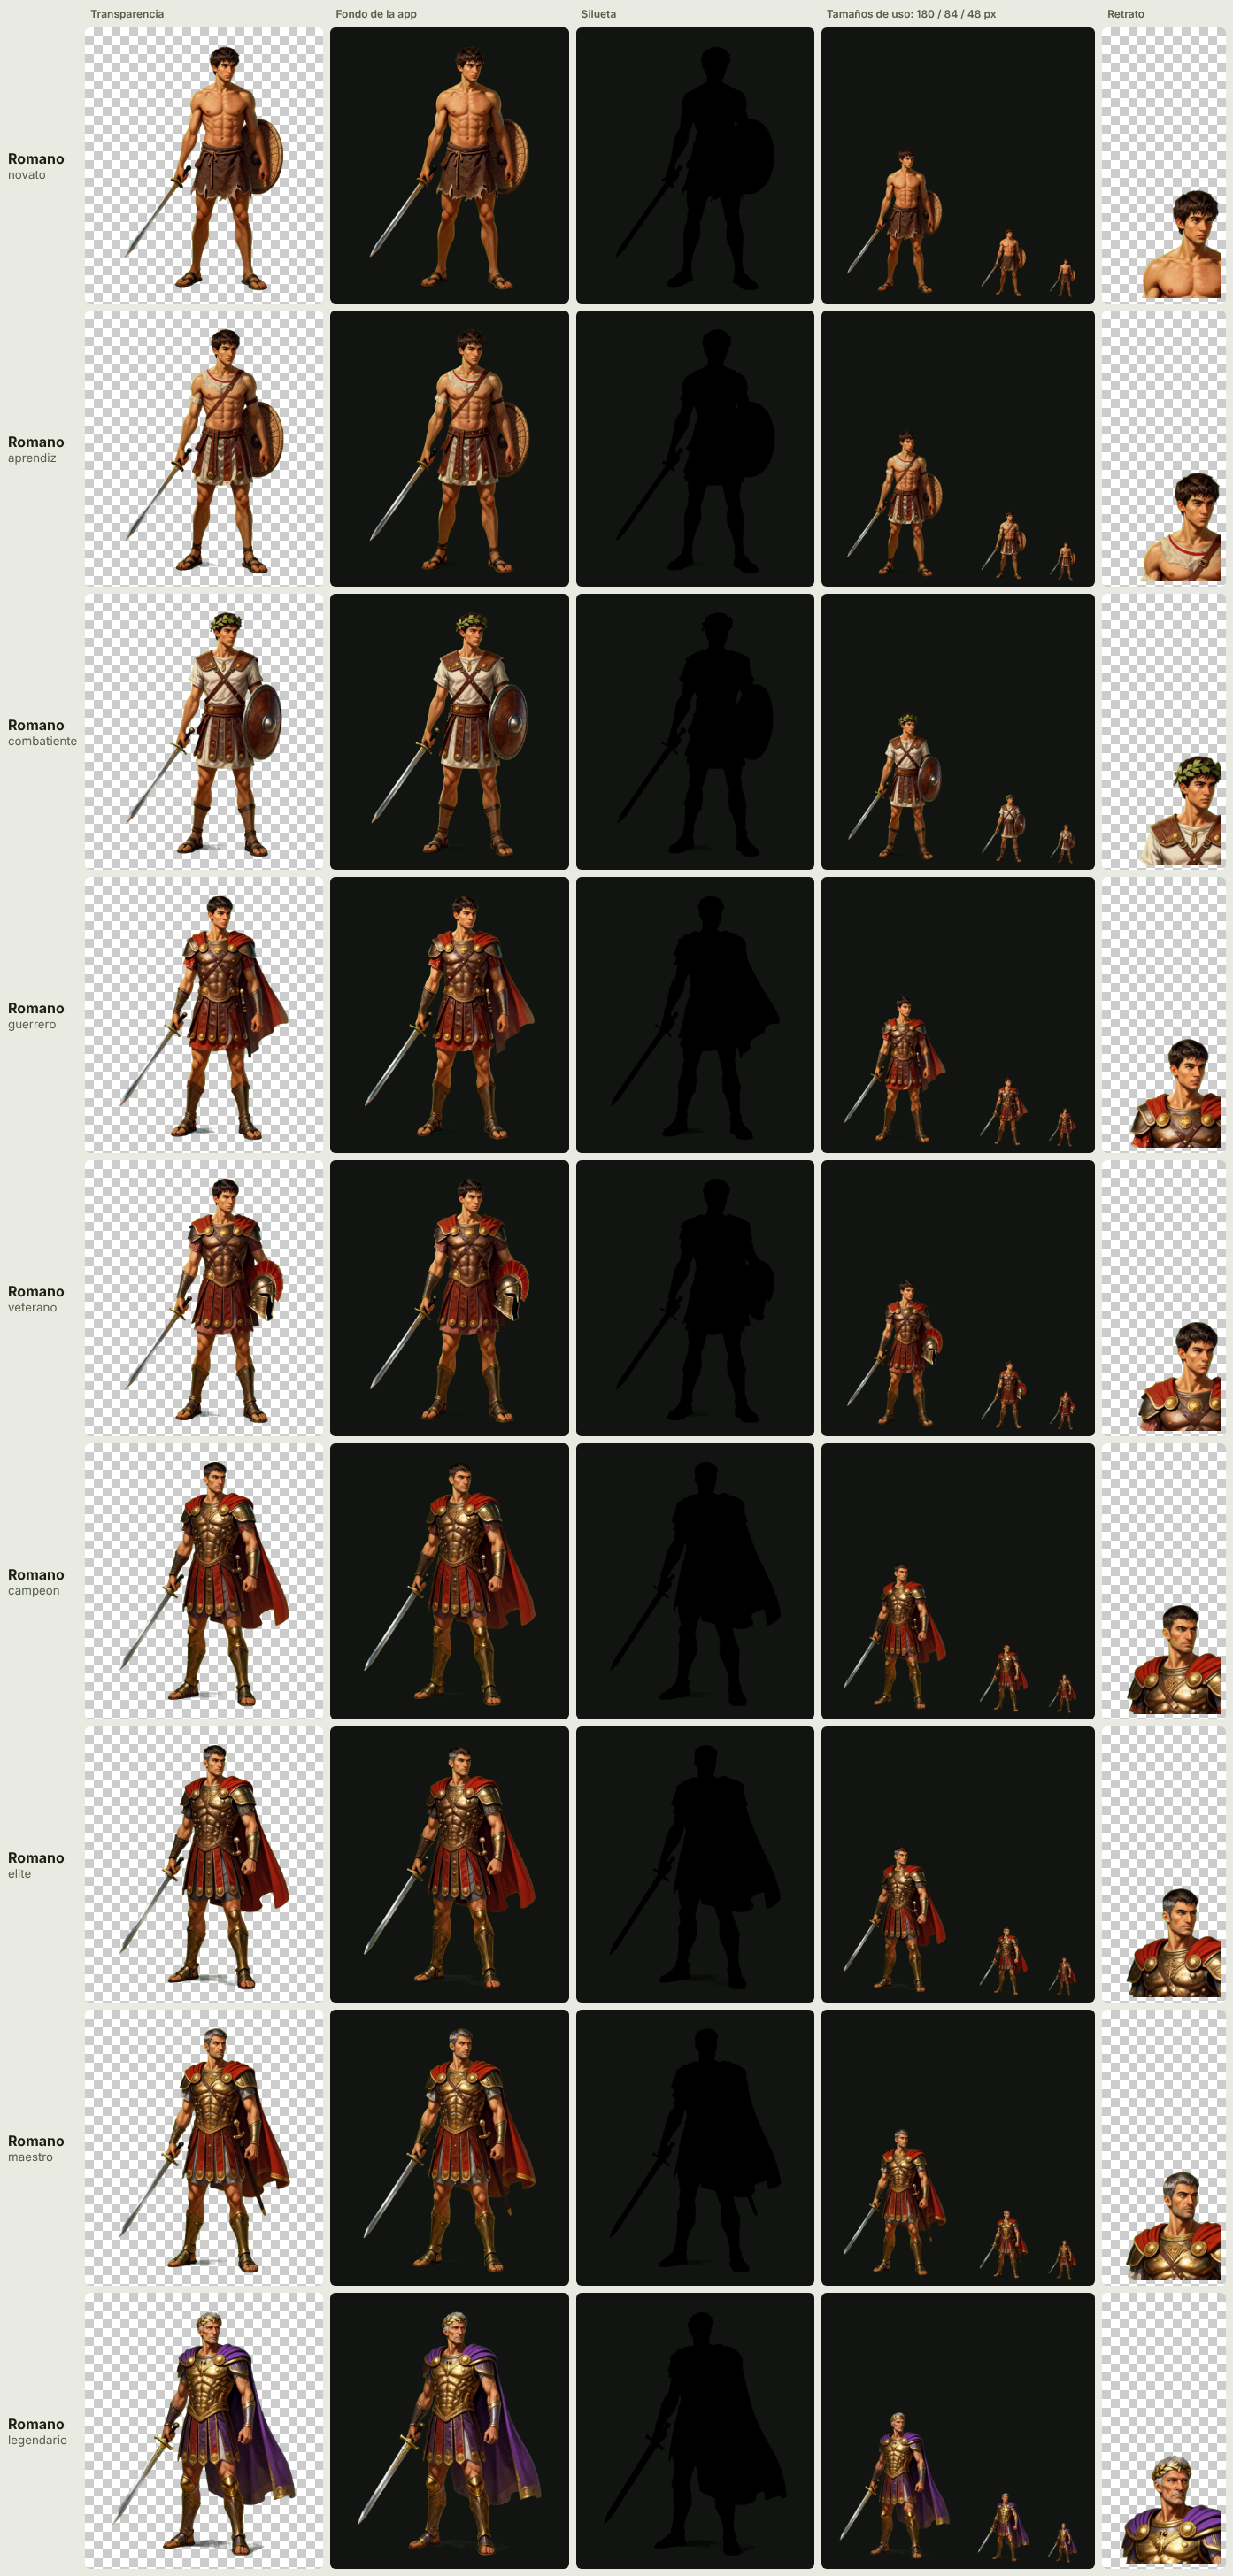 Transparencia
Fondo de la app
Silueta
Tamaños de uso: 180 / 84 / 48 px
Retrato
Romano
novato
Romano
aprendiz
Romano
combatiente
Romano
guerrero
Romano
veterano
Romano
campeon
Romano
elite
Romano
maestro
Romano
legendario